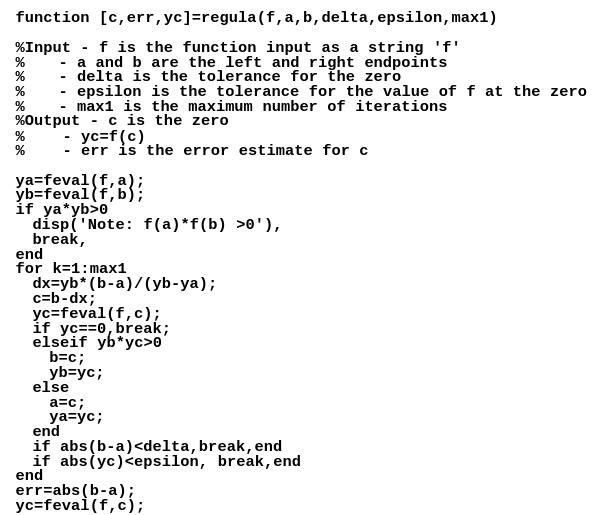 function [c,err,yc]=regula(f,a,b,delta,epsilon,max1)
%Input - f is the function input as a string 'f'
%    - a and b are the left and right endpoints
%    - delta is the tolerance for the zero
%    - epsilon is the tolerance for the value of f at the zero
%    - max1 is the maximum number of iterations
%Output - c is the zero
%    - yc=f(c)
%    - err is the error estimate for c
ya=feval(f,a);
yb=feval(f,b);
if ya*yb>0
  disp('Note: f(a)*f(b) >0'),
  break,
end
for k=1:max1
  dx=yb*(b-a)/(yb-ya);
  c=b-dx;
  yc=feval(f,c);
  if yc==0,break;
  elseif yb*yc>0
    b=c;
    yb=yc;
  else
    a=c;
    ya=yc;
  end
  if abs(b-a)<delta,break,end
  if abs(yc)<epsilon, break,end
end
err=abs(b-a);
yc=feval(f,c);